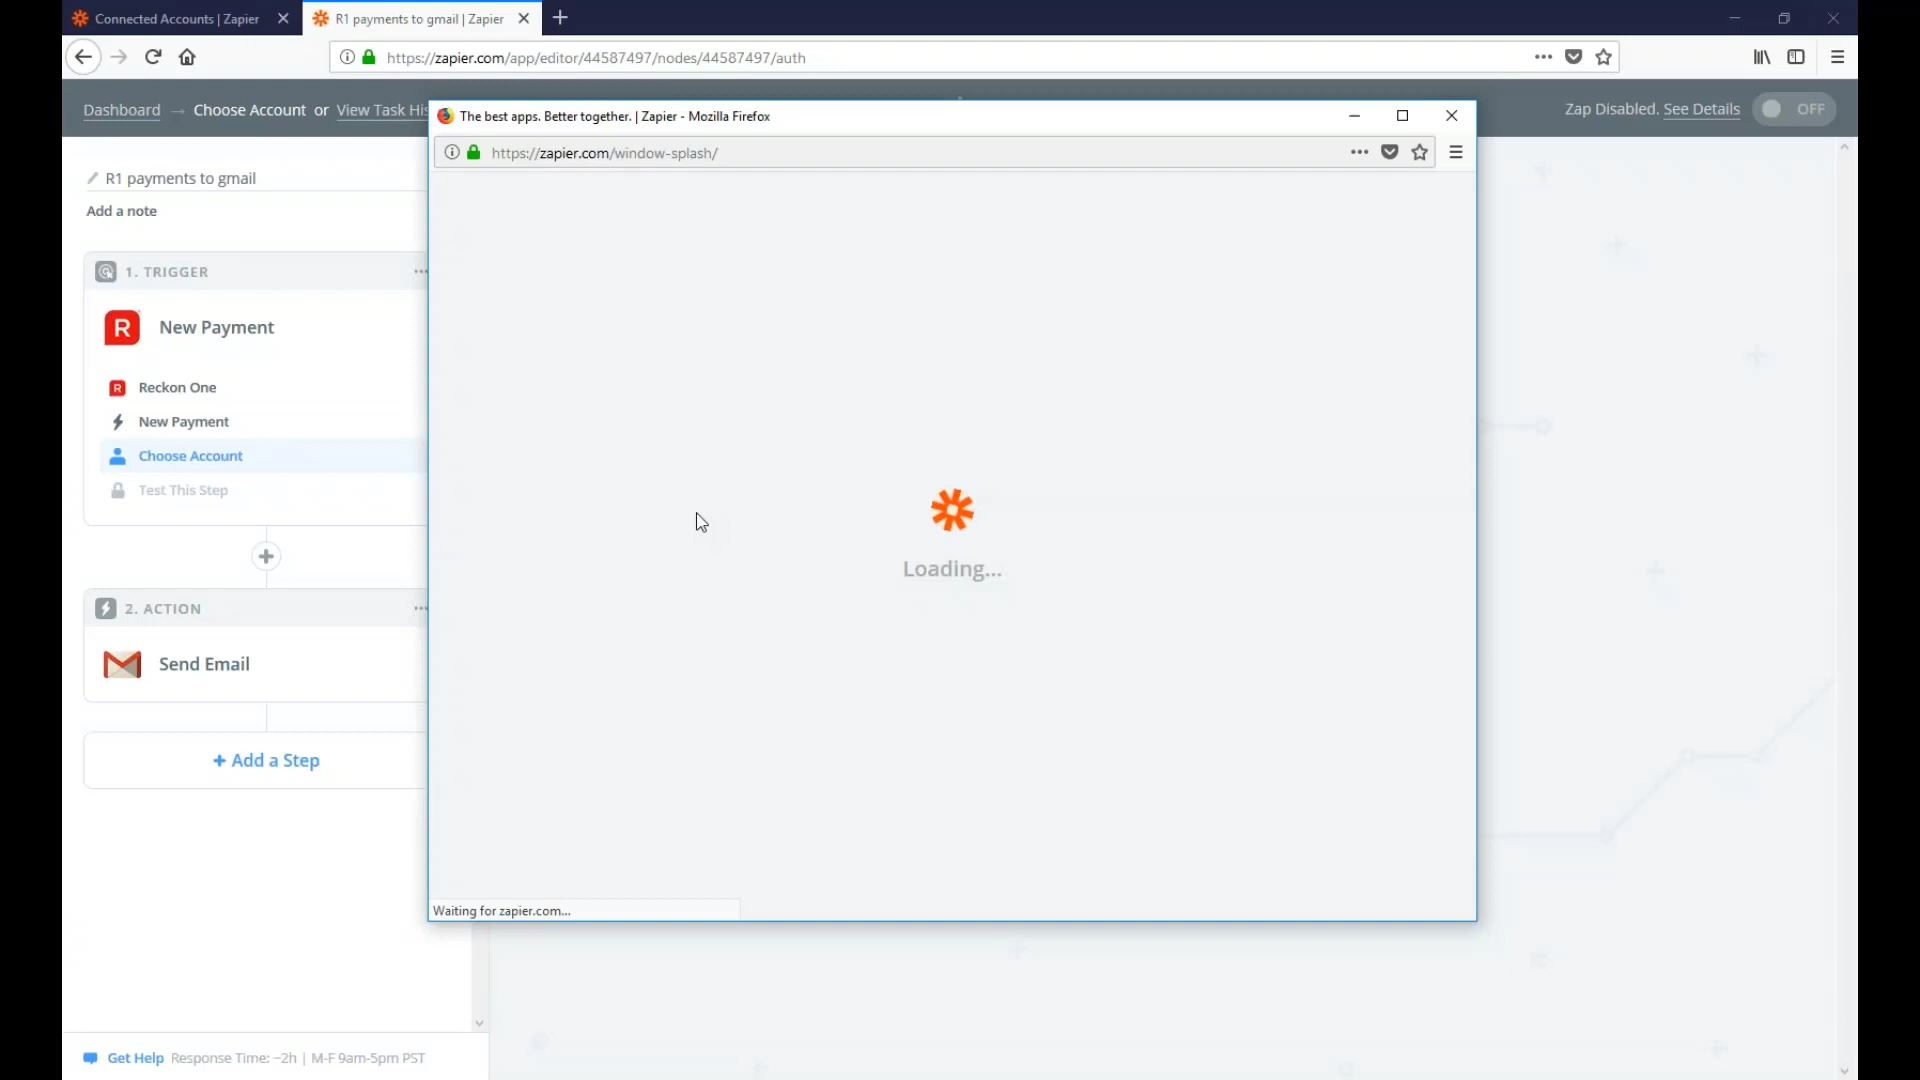 Connected Accounts | Zapier
R1 payments to gmail | Zapier
https://zapier.com/app/editor/44587497/nodes/44587497/auth
Dashboard → Choose Account or View Task His
Zap Disabled. See Details OFF
The best apps. Better together. | Zapier - Mozilla Firefox
https://zapier.com/window-splash/
R1 payments to gmail
Add a note
1. TRIGGER
R New Payment
R Reckon One
New Payment
Choose Account
Test This Step
2. ACTION
Send Email
+ Add a Step
Loading...
Waiting for zapier.com...
Get Help Response Time: ~2h | M-F 9am-5pm PST